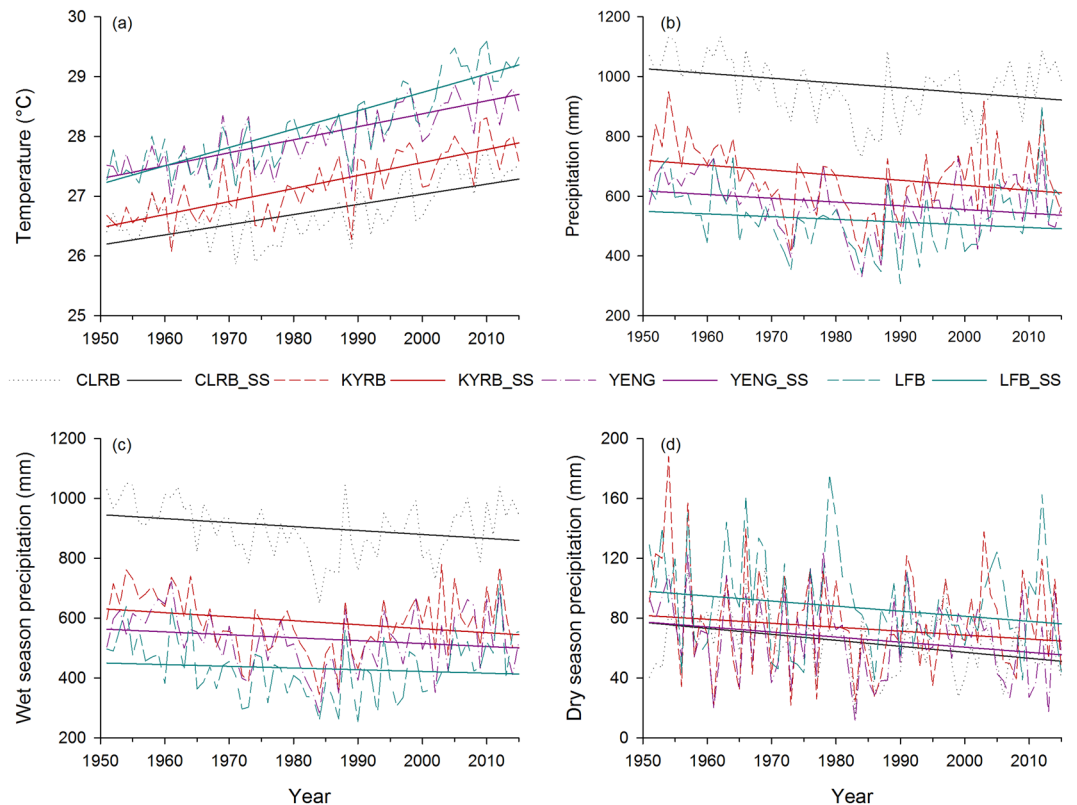 (a)
Temperature (°C)
30
29
28
27
26
25
1950 1960 1970 1980 1990 2000 2010
(b)
Precipitation (mm)
1200
1000
800
600
400
200
1950 1960 1970 1980 1990 2000 2010
CLRB CLRB_SS KYRB KYRB_SS YENG YENG_SS LFB LFB_SS
(c)
Wet season precipitation (mm)
1200
1000
800
600
400
200
1950 1960 1970 1980 1990 2000 2010
Year
(d)
Dry season precipitation (mm)
200
160
120
80
40
0
1950 1960 1970 1980 1990 2000 2010
Year